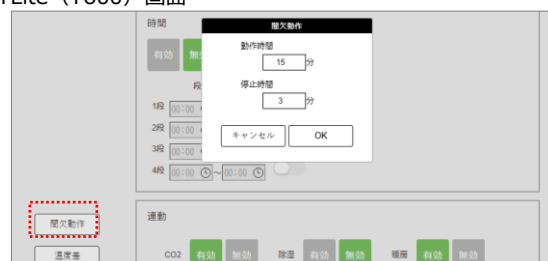 Lite（T800）画面
時間
間欠動作
有効 無
動作時間
15 分
段
停止時間
1段 00:00
3 分
2段 00:00
キャンセル OK
3段 00:00
4段 00:00 ～ 00:00
間欠動作
連動
温度差
CO2 有効 無効 除湿 有効 無効 暖房 有効 無効